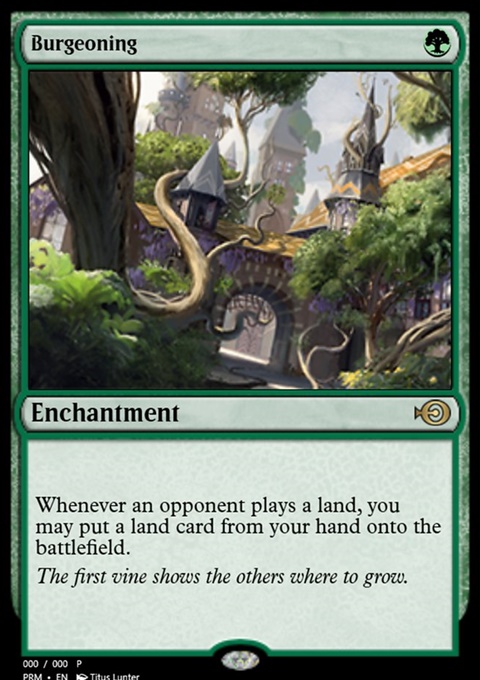 Burgeoning
Enchantment
Whenever an opponent plays a land, you
may put a land card from your hand onto the
battlefield.
The first vine shows the others where to grow.
000 / 000 P
PRM • EN Titus Lunter